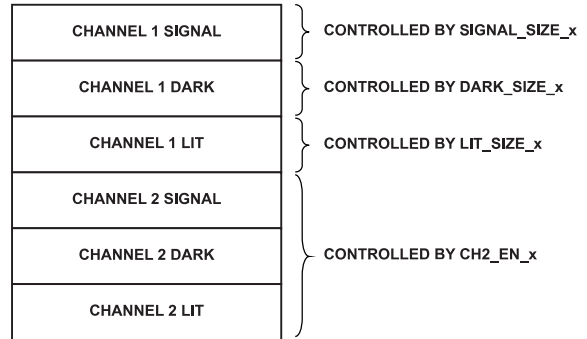 CHANNEL 1 SIGNAL CONTROLLED BY SIGNAL_SIZE_x
CHANNEL 1 DARK CONTROLLED BY DARK_SIZE_x
CHANNEL 1 LIT CONTROLLED BY LIT_SIZE_x
CHANNEL 2 SIGNAL
CHANNEL 2 DARK CONTROLLED BY CH2_EN_x
CHANNEL 2 LIT